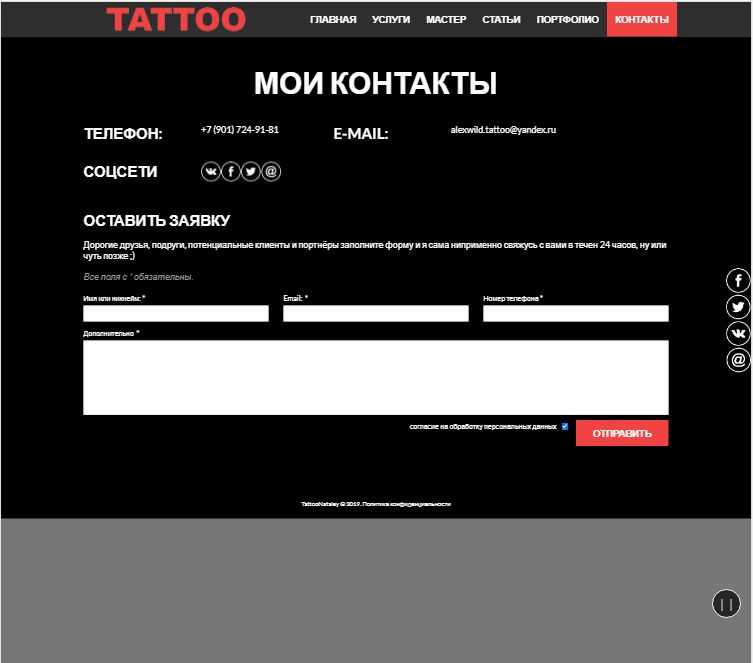 TATTOO ГЛАВНАЯ УСЛУГИ МАСТЕР СТАТЬИ ПОРТФОЛИО КОНТАКТЫ
МОИ КОНТАКТЫ
ТЕЛЕФОН: +7 (901) 724-91-81 E-MAIL: alexwild.tattoo@yandex.ru
СОЦСЕТИ
ОСТАВИТЬ ЗАЯВКУ
Дорогие друзья, подруги, потенциальные клиенты и портнёры заполните форму и я сама ниприменно свяжусь с вами в течен 24 часов, ну или
чуть позже ;)
Все поля с * обязательны.
Имя или никнейм: * Email: * Номер телефона *
Дополнительно *
согласие на обработку персональных данных ОТПРАВИТЬ
TattooNataley © 2019. Политика конфиденциальности